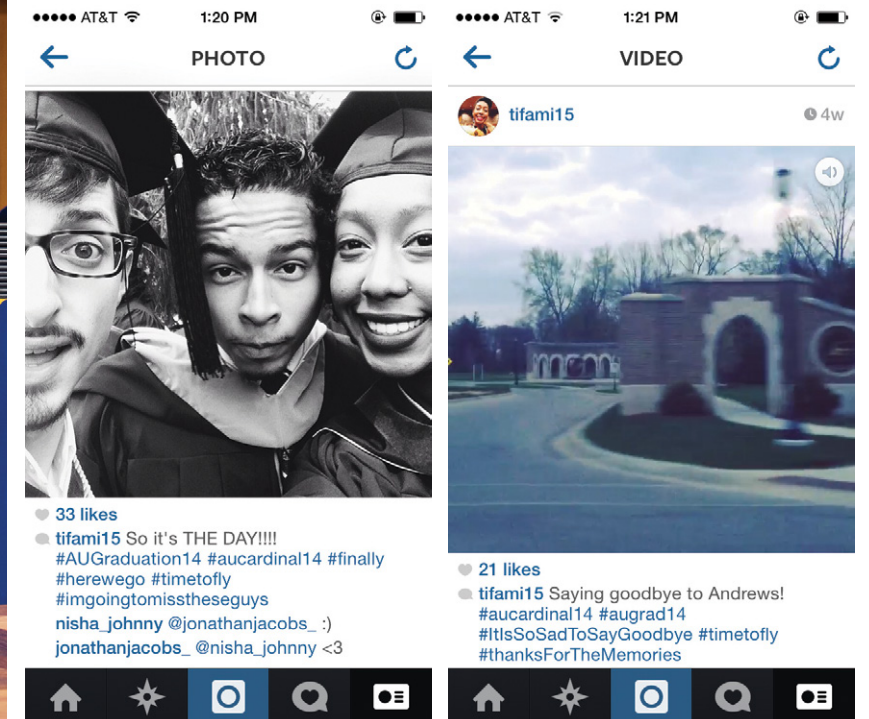 AT&T 1:20 PM
PHOTO
33 likes
tifami15 So it's THE DAY!!!!
#AUGraduation14 #aucardinal14 #finally
#herewego #timetofly
#imgoingtomisstheseguys
nisha_johnny @jonathanjacobs_ :)
jonathanjacobs_ @nisha_johnny <3
AT&T 1:21 PM
VIDEO
tifami15 4w
21 likes
tifami15 Saying goodbye to Andrews!
#aucardinal14 #augrad14
#ItIsSoSadToSayGoodbye #timetofly
#thanksForTheMemories